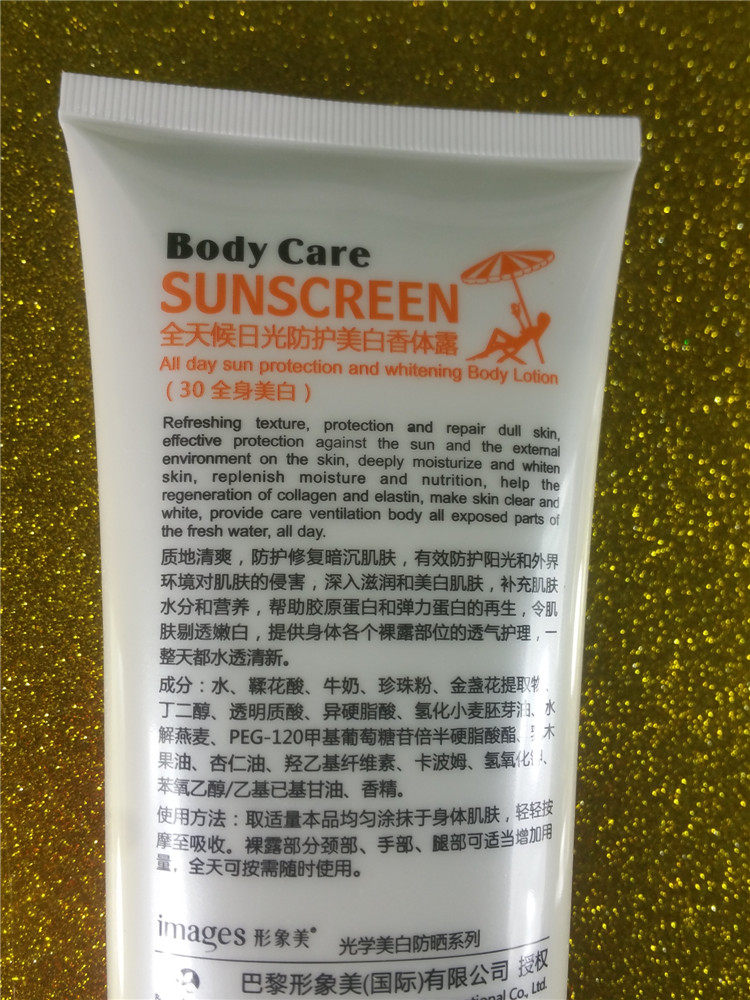 Body Care
SUNSCREEN
全天候日光防护美白香体露
All day sun protection and whitening Body Lotion
（30 全身美白）
Refreshing texture, protection and repair dull skin,
effective protection against the sun and the external
environment on the skin, deeply moisturize and whiten
skin, replenish moisture and nutrition, help the
regeneration of collagen and elastin, make skin clear and
white, provide care ventilation body all exposed parts of
the fresh water, all day.
质地清爽，防护修复暗沉肌肤，有效防护阳光和外界
环境对肌肤的侵害，深入滋润和美白肌肤，补充肌肤
水分和营养，帮助胶原蛋白和弹力蛋白的再生，令肌
肤剔透嫩白，提供身体各个裸露部位的透气护理，一
整天都水透清新。
成分：水、鞣花酸、牛奶、珍珠粉、金盏花提取物、
丁二醇、透明质酸、异硬脂酸、氢化小麦胚芽油、水
解燕麦、PEG-120甲基葡萄糖苷倍半硬脂酸酯、木
果油、杏仁油、羟乙基纤维素、卡波姆、氢氧化、
苯氧乙醇/乙基已基甘油、香精。
使用方法：取适量本品均匀涂抹于身体肌肤，轻轻按
摩至吸收。裸露部分颈部、手部、腿部可适当增加用
量，全天可按需随时使用。
images 形象美®
光学美白防晒系列
巴黎形象美(国际)有限公司 授权
Co., Ltd.